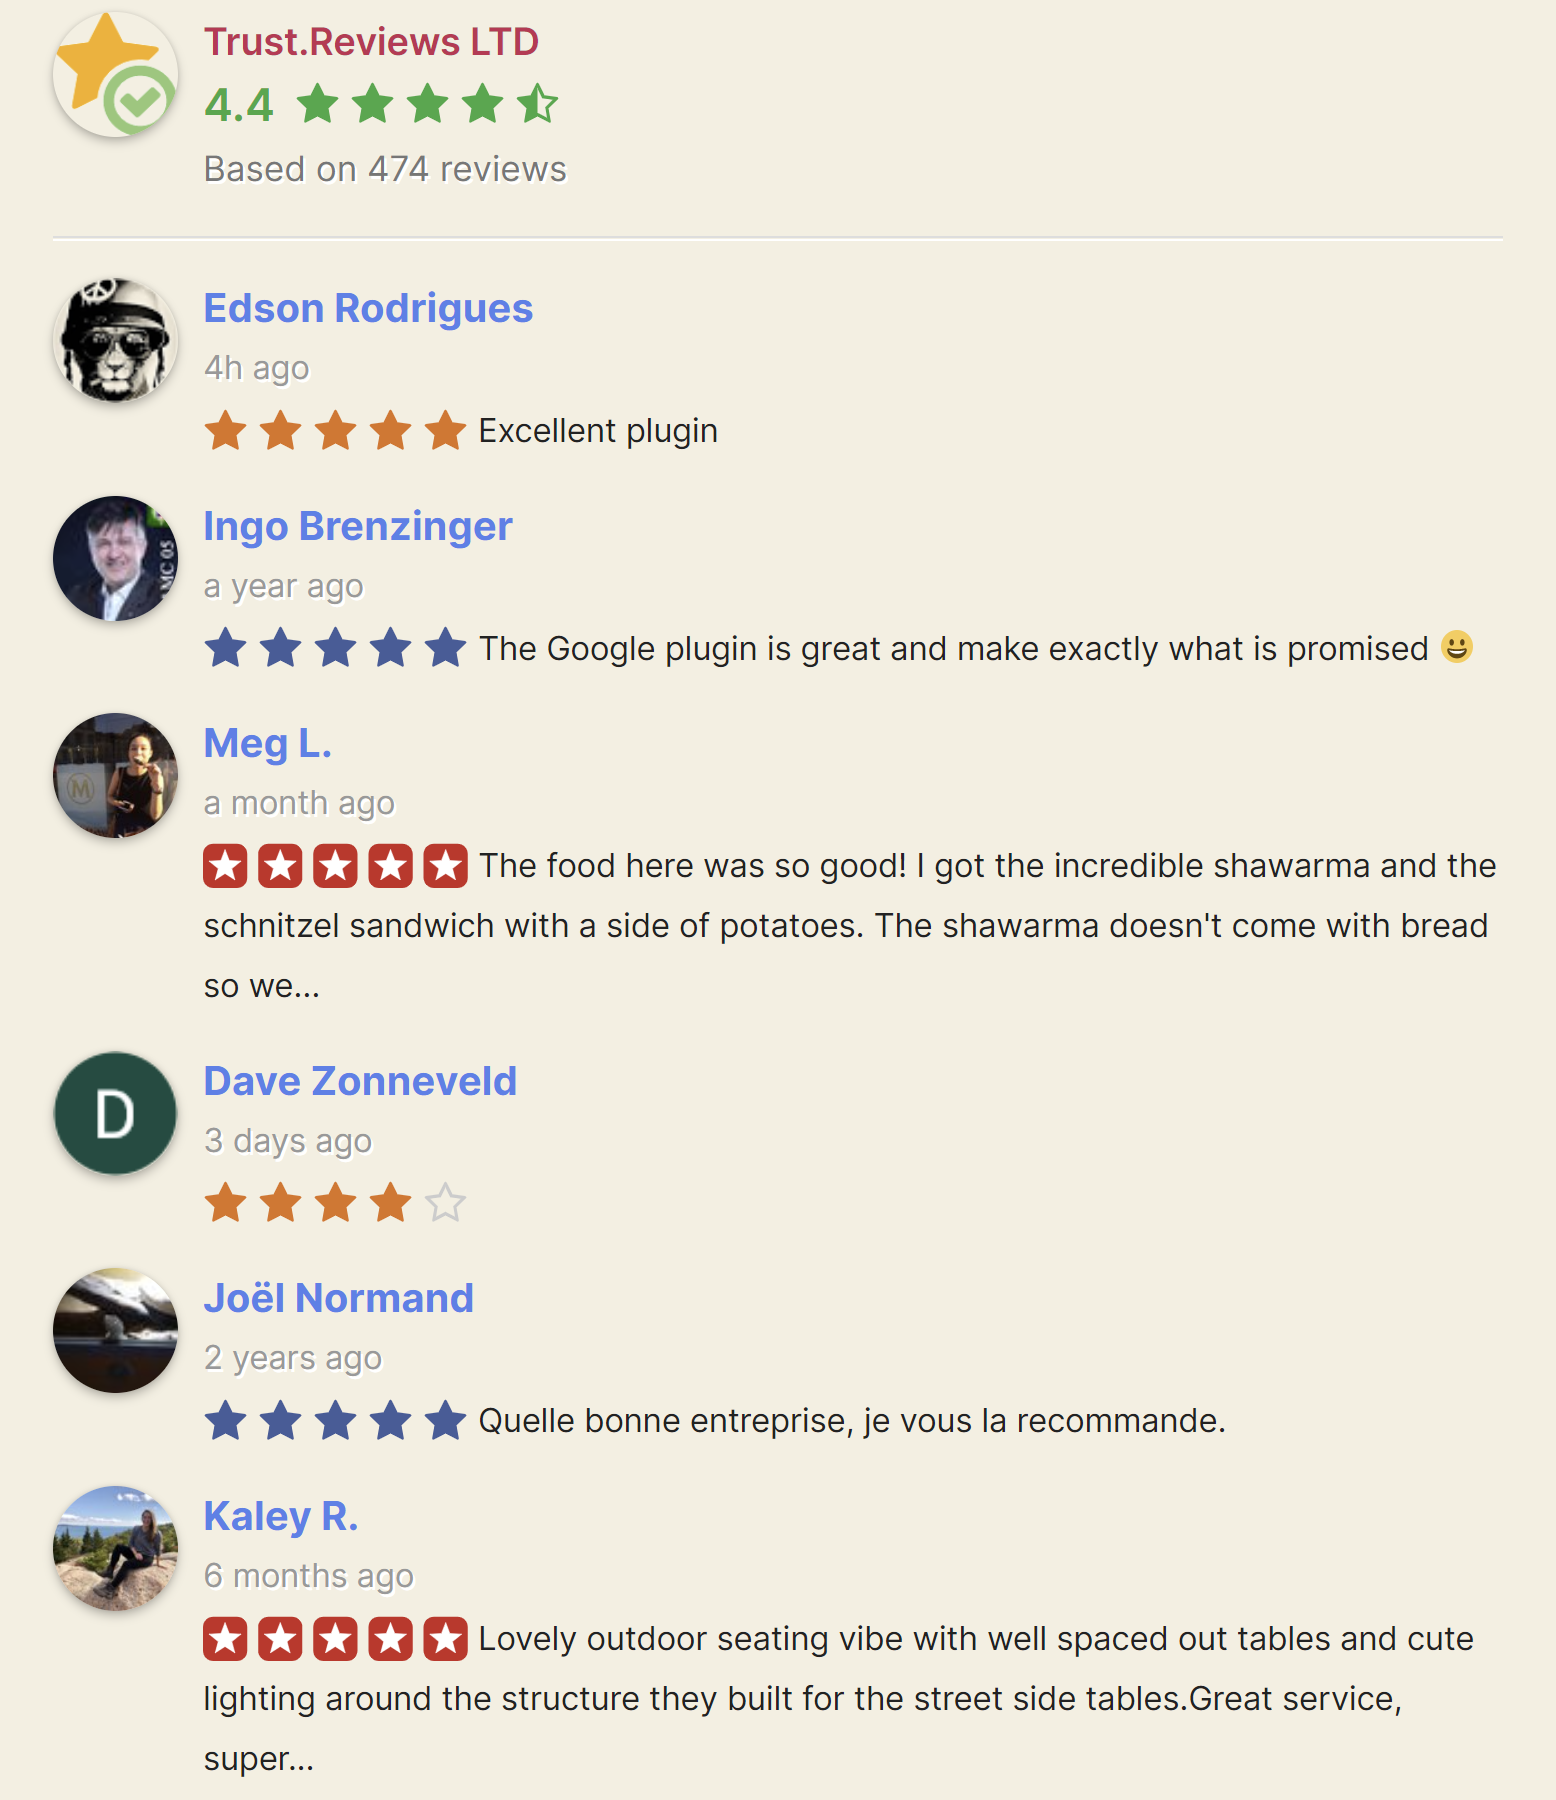 Trust.Reviews LTD
4.4
Based on 474 reviews
Edson Rodrigues
4h ago
Excellent plugin
Ingo Brenzinger
a year ago
The Google plugin is great and make exactly what is promised 😃
MC 05
Meg L.
a month ago
M
The food here was so good! I got the incredible shawarma and the
schnitzel sandwich with a side of potatoes. The shawarma doesn't come with bread
so we...
D
Dave Zonneveld
3 days ago
Joël Normand
2 years ago
Quelle bonne entreprise, je vous la recommande.
Kaley R.
6 months ago
Lovely outdoor seating vibe with well spaced out tables and cute
lighting around the structure they built for the street side tables.Great service,
super...